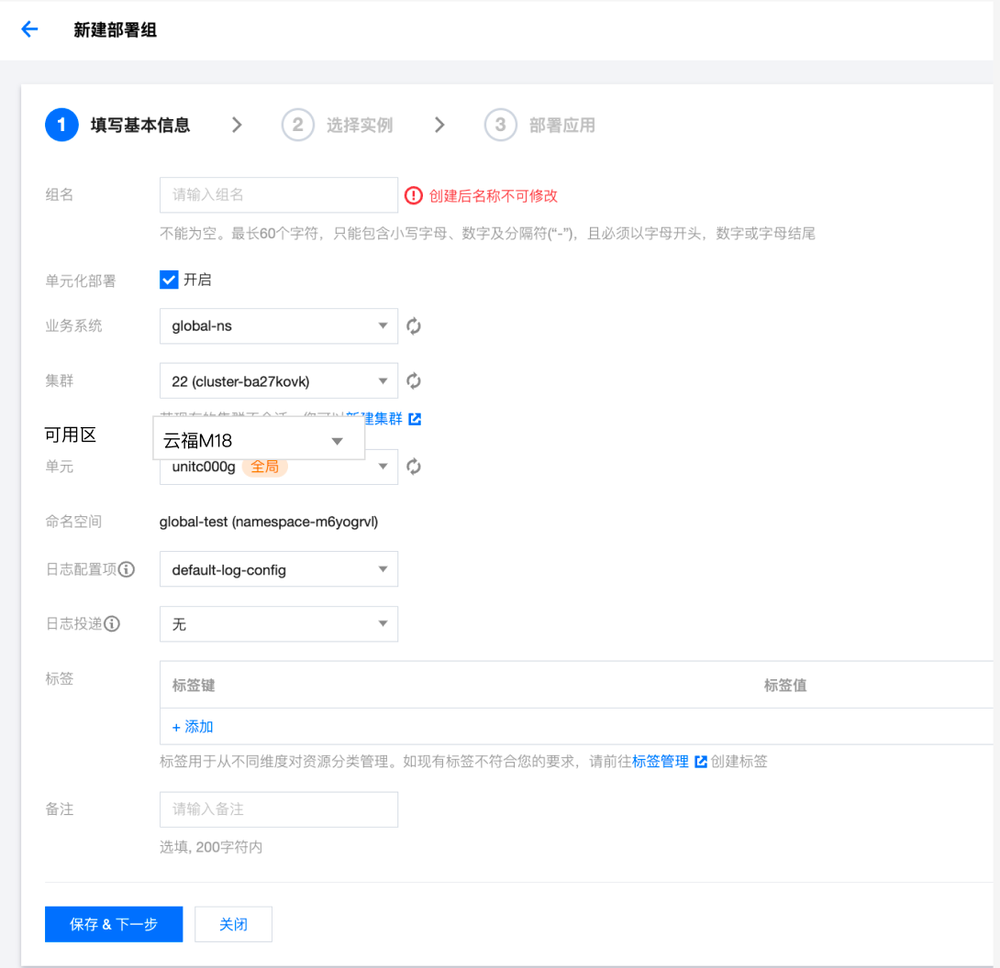 新建部署组
1 填写基本信息 2 选择实例 3 部署应用
组名 请输入组名 创建后名称不可修改
不能为空。最长60个字符，只能包含小写字母、数字及分隔符(“-”)，且必须以字母开头，数字或字母结尾
单元化部署 开启
业务系统 global-ns
集群 22 (cluster-ba27kovk)
新建集群
可用区 云福M18
单元 unitc000g 全局
命名空间 global-test (namespace-m6yogrvl)
日志配置项 default-log-config
日志投递 无
标签 标签键 标签值
+ 添加
标签用于从不同维度对资源分类管理。如现有标签不符合您的要求，请前往标签管理 创建标签
备注 请输入备注
选填, 200字符内
保存 & 下一步 关闭